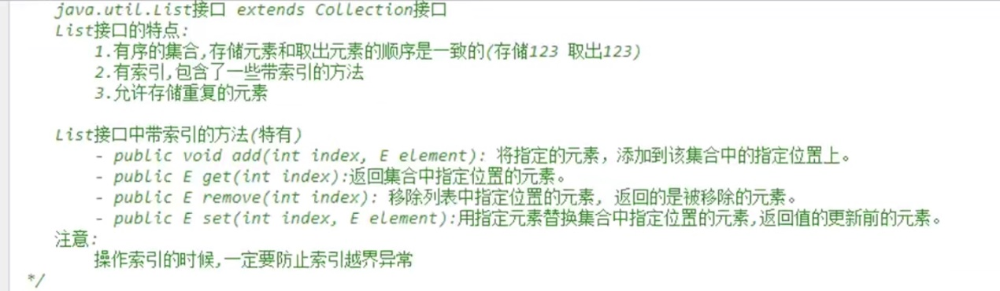 java.util.List接口 extends Collection接口
List接口的特点:
1.有序的集合,存储元素和取出元素的顺序是一致的(存储123 取出123)
2.有索引,包含了一些带索引的方法
3.允许存储重复的元素
List接口中带索引的方法(特有)
- public void add(int index, E element): 将指定的元素，添加到该集合中的指定位置上。
- public E get(int index):返回集合中指定位置的元素。
- public E remove(int index): 移除列表中指定位置的元素, 返回的是被移除的元素。
- public E set(int index, E element):用指定元素替换集合中指定位置的元素,返回值的更新前的元素。
注意:
操作索引的时候,一定要防止索引越界异常
*/